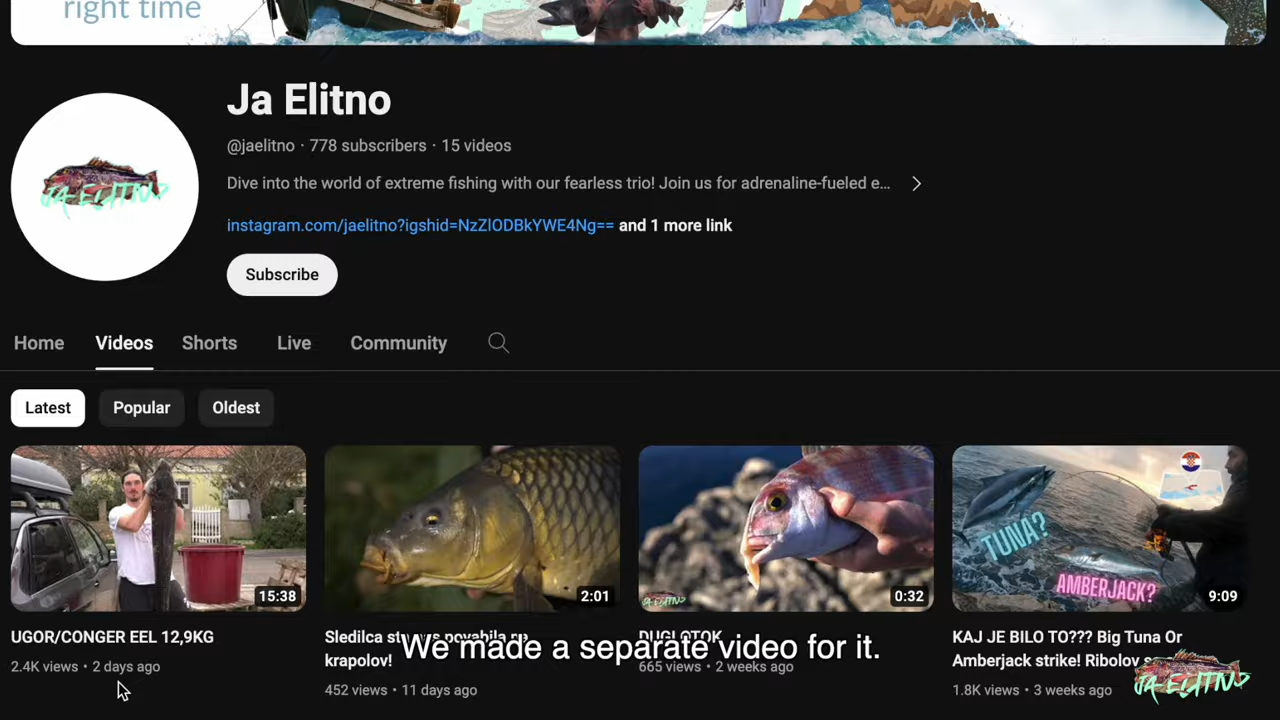 right time
Ja Elitno
@jaelitno · 778 subscribers · 15 videos
Dive into the world of extreme fishing with our fearless trio! Join us for adrenaline-fueled e...
instagram.com/jaelitno?igshid=NzZlODBkYWE4Ng== and 1 more link
Subscribe
Home Videos Shorts Live Community
Latest Popular Oldest
JA ELITNO
TUNA?
AMBERJACK?
15:38 2:01 0:32 9:09
UGOR/CONGER EEL 12,9KG
2.4K views • 2 days ago
Sledilca
krapolov!
452 views • 11 days ago
DUGLOTOK
665 views • 2 weeks ago
KAJ JE BILO TO??? Big Tuna Or
Amberjack strike! Ribolov
1.8K views • 3 weeks ago
We made a separate video for it.
JA ELITNO